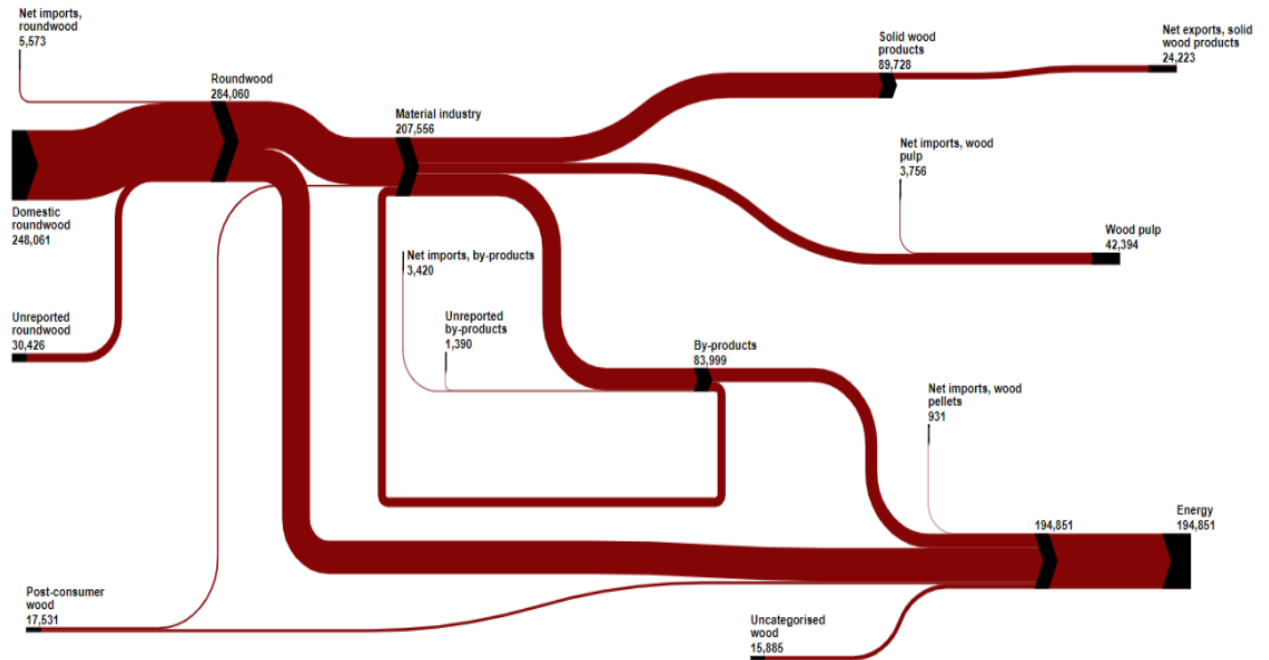 Net imports,
roundwood
5,573
Roundwood
284,060
Material industry
207,556
Solid wood
products
89,728
Net exports, solid
wood products
24,223
Net imports, wood
pulp
3,756
Domestic
roundwood
248,061
Wood pulp
42,394
Net imports, by-products
3,420
Unreported
roundwood
30,426
Unreported
by-products
1,390
By-products
83,999
Net imports, wood
pellets
931
194,851
Energy
194,851
Post-consumer
wood
17,531
Uncategorised
wood
15,885